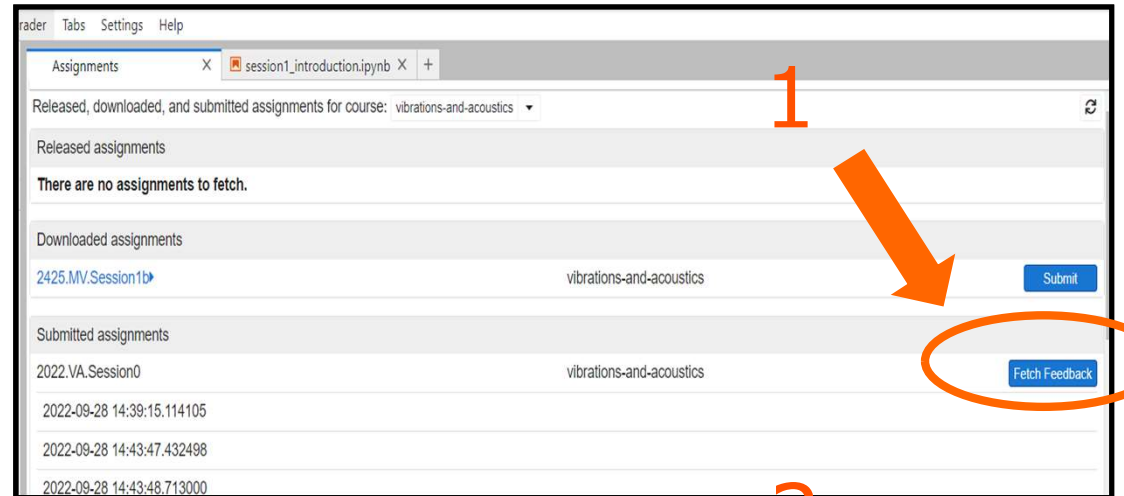 rader Tabs Settings Help
Assignments X session1_introduction.ipynb X +
1
Released, downloaded, and submitted assignments for course: vibrations-and-acoustics
Released assignments
There are no assignments to fetch.
Downloaded assignments
2425.MV.Session1b vibrations-and-acoustics Submit
Submitted assignments
2022.VA.Session0 vibrations-and-acoustics Fetch Feedback
2022-09-28 14:39:15.114105
2022-09-28 14:43:47.432498
2022-09-28 14:43:48.713000